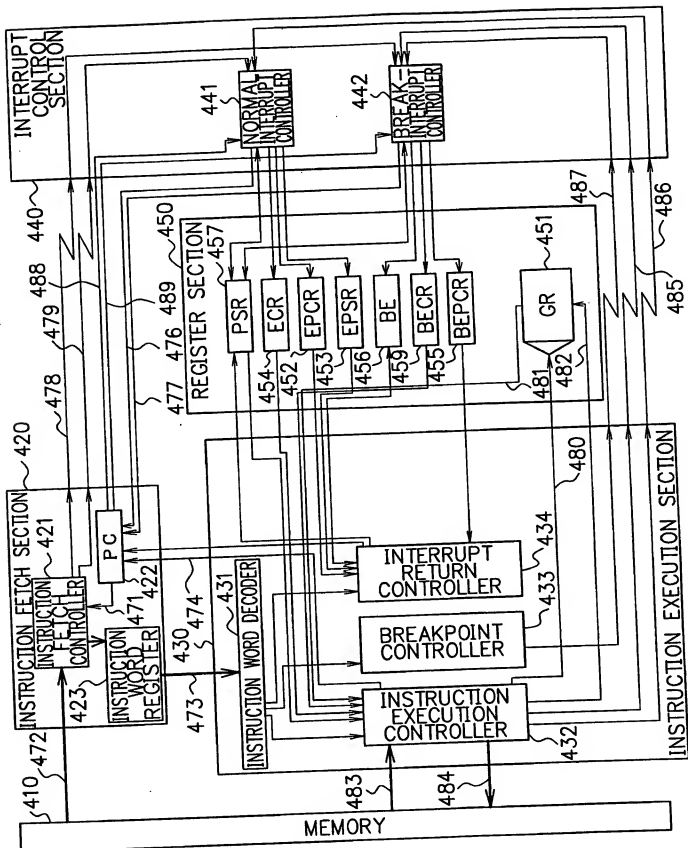 INTERRUPT
CONTROL
SECTION
441
NORMAL
INTERRUPT
CONTROLLER
442
BREAK-
INTERRUPT
CONTROLLER
440
488
489
476
477
479
478
487
486
485
450
REGISTER SECTION
457
PSR
454
ECR
452
EPCR
453
EPSR
456
BE
459
BECR
455
BEPCR
451
GR
481
482
480
420
INSTRUCTION FETCH SECTION
421
INSTRUCTION
FETCH
CONTROLLER
PC
422
471
423
INSTRUCTION
WORD
REGISTER
473
474
430
431
INSTRUCTION WORD DECODER
INTERRUPT
RETURN
CONTROLLER
434
BREAKPOINT
CONTROLLER
433
INSTRUCTION
EXECUTION
CONTROLLER
432
INSTRUCTION EXECUTION SECTION
410
472
483
484
MEMORY